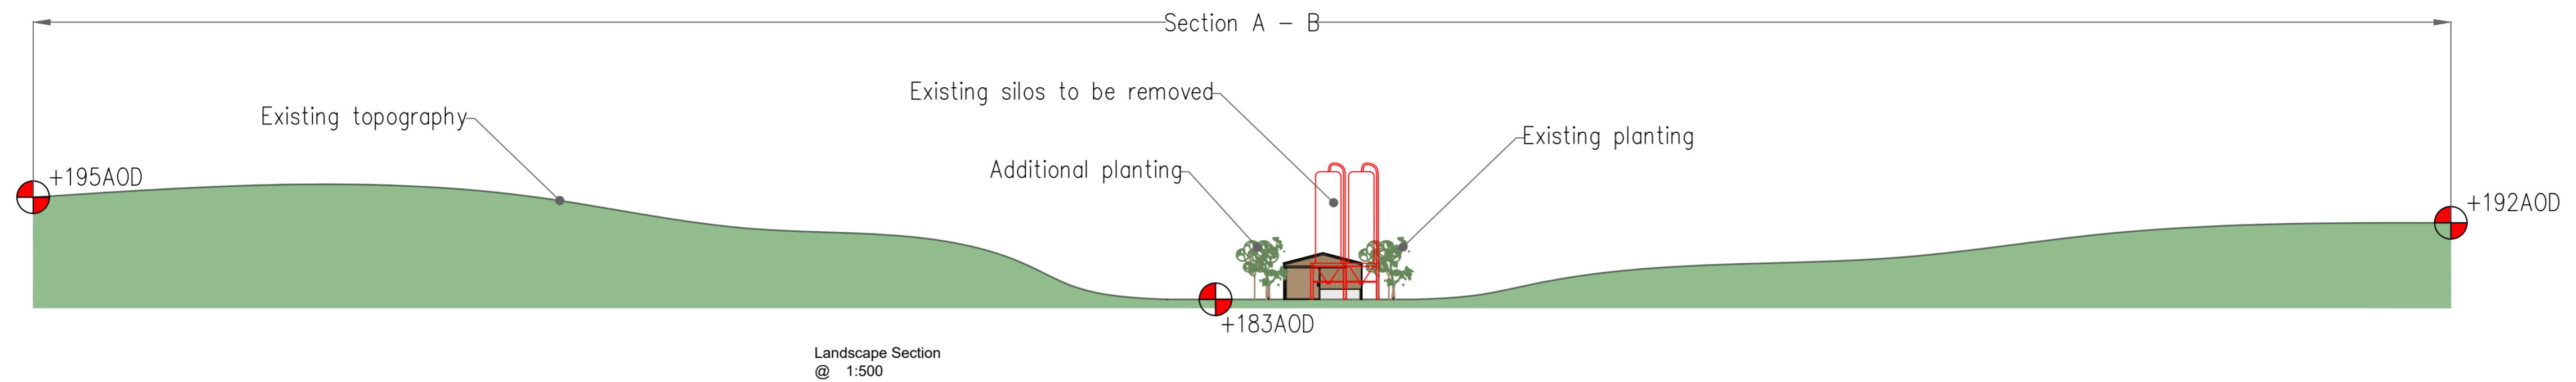 Section A - B
Existing silos to be removed
Existing topography
Existing planting
Additional planting
+195AOD
+192AOD
+183AOD
Landscape Section
@ 1:500